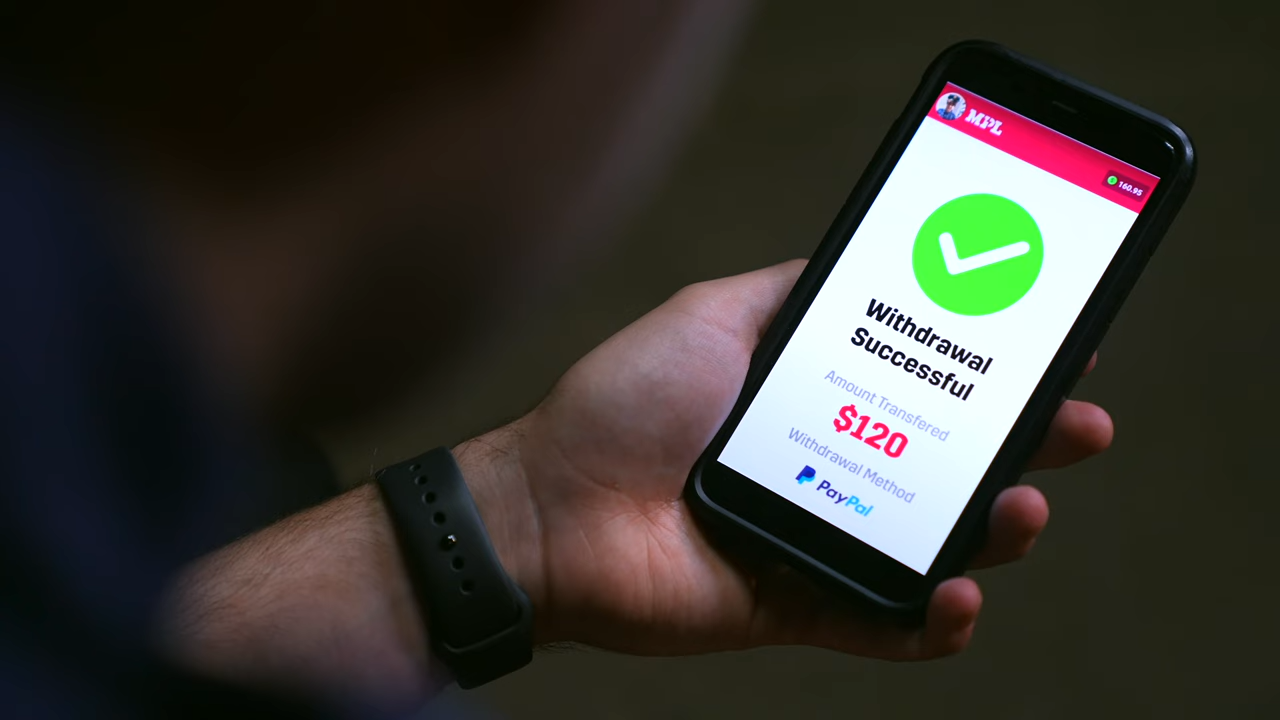 MPL
160.95
Withdrawal
Successful
Amount Transfered
$120
Withdrawal Method
PayPal